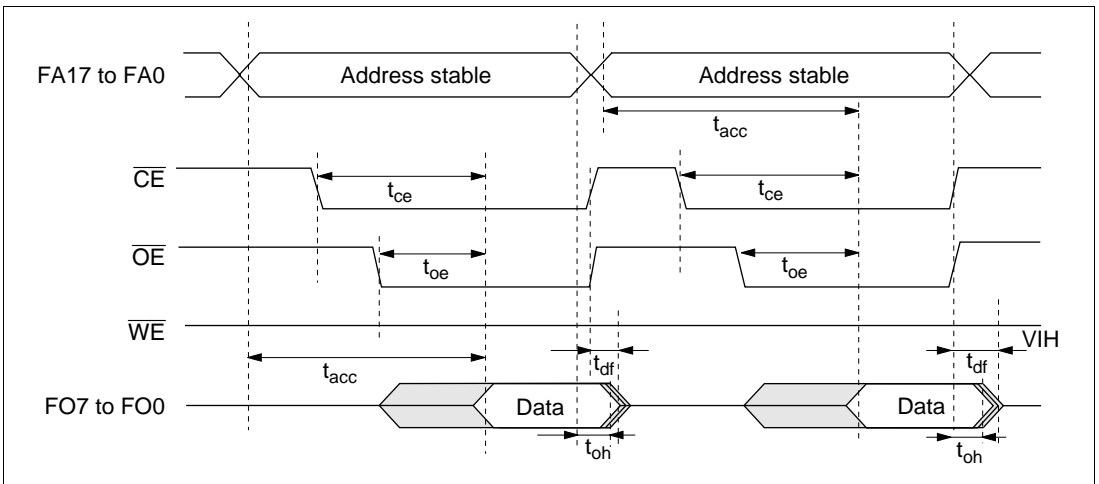 FA17 to FA0
Address stable
Address stable
tacc
CE
tce
tce
OE
toe
toe
WE
VIH
tacc
tdf
tdf
FO7 to FO0
Data
Data
toh
toh